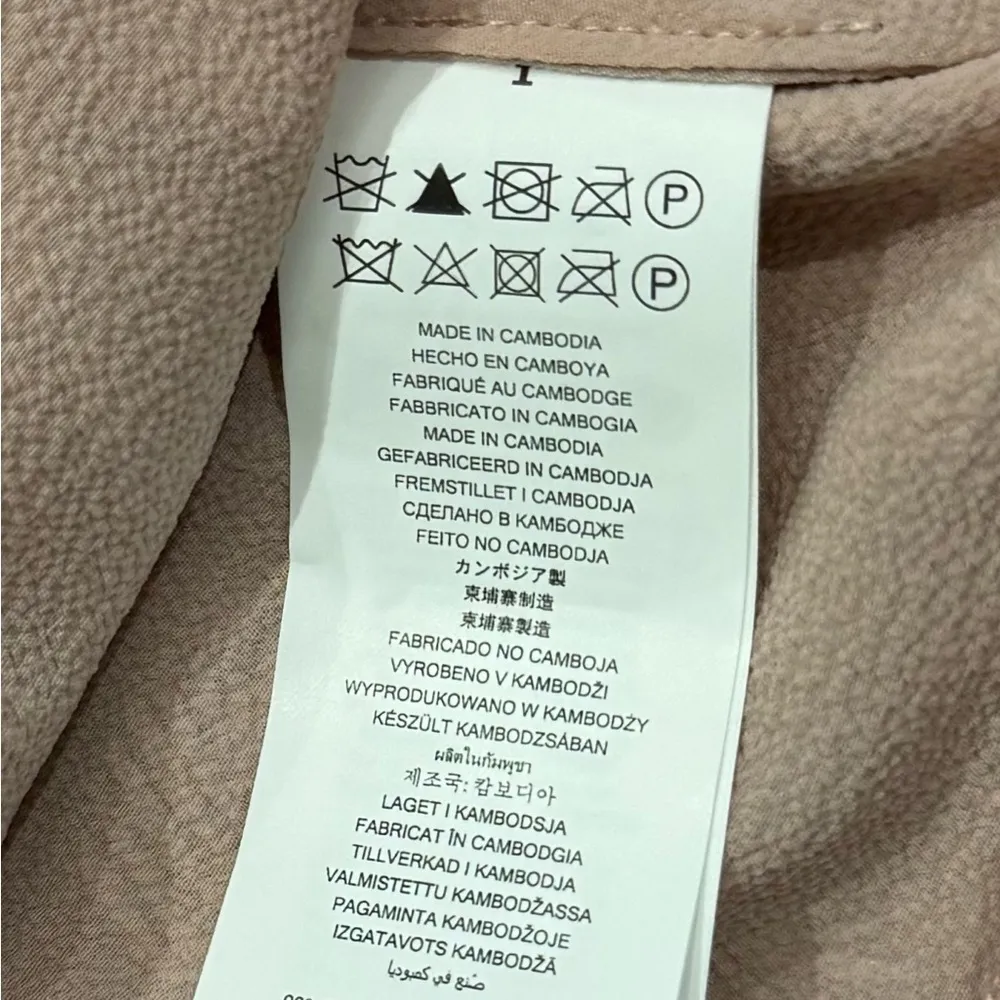 1
P
P
MADE IN CAMBODIA
HECHO EN CAMBOYA
FABRIQUÉ AU CAMBODGE
FABBRICATO IN CAMBOGIA
MADE IN CAMBODIA
GEFABRICEERD IN CAMBODJA
FREMSTILLET I CAMBODJA
СДЕЛАНО В КАМБОДЖЕ
FEITO NO CAMBODJA
カンボジア製
柬埔寨制造
柬埔寨製造
FABRICADO NO CAMBOJA
VYROBENO V KAMBODŽI
WYPRODUKOWANO W KAMBODŻY
KÉSZÜLT KAMBODZSÁBAN
ผลิตในกัมพูชา
제조국: 캄보디아
LAGET I KAMBODSJA
FABRICAT ÎN CAMBODGIA
TILLVERKAD I KAMBODJA
VALMISTETTU KAMBODŽASSA
PAGAMINTA KAMBODŽOJE
IZGATAVOTS KAMBODŽĀ
صُنع في كمبوديا